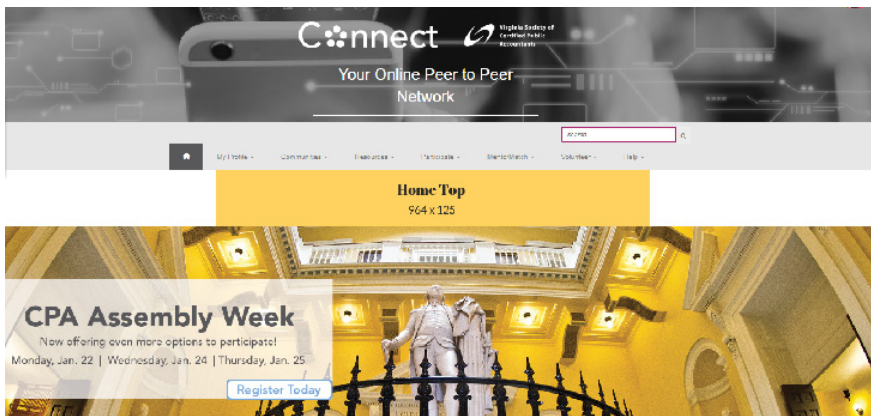 Connect
Virginia Society of
Certified Public
Accountants
Your Online Peer to Peer
Network
search
My Profile
Communities
Resources
Participate
Mentor Match
Volunteer
Help
Home Top
964 x 125
CPA Assembly Week
Now offering even more options to participate!
Monday, Jan. 22 | Wednesday, Jan. 24 | Thursday, Jan. 25
Register Today